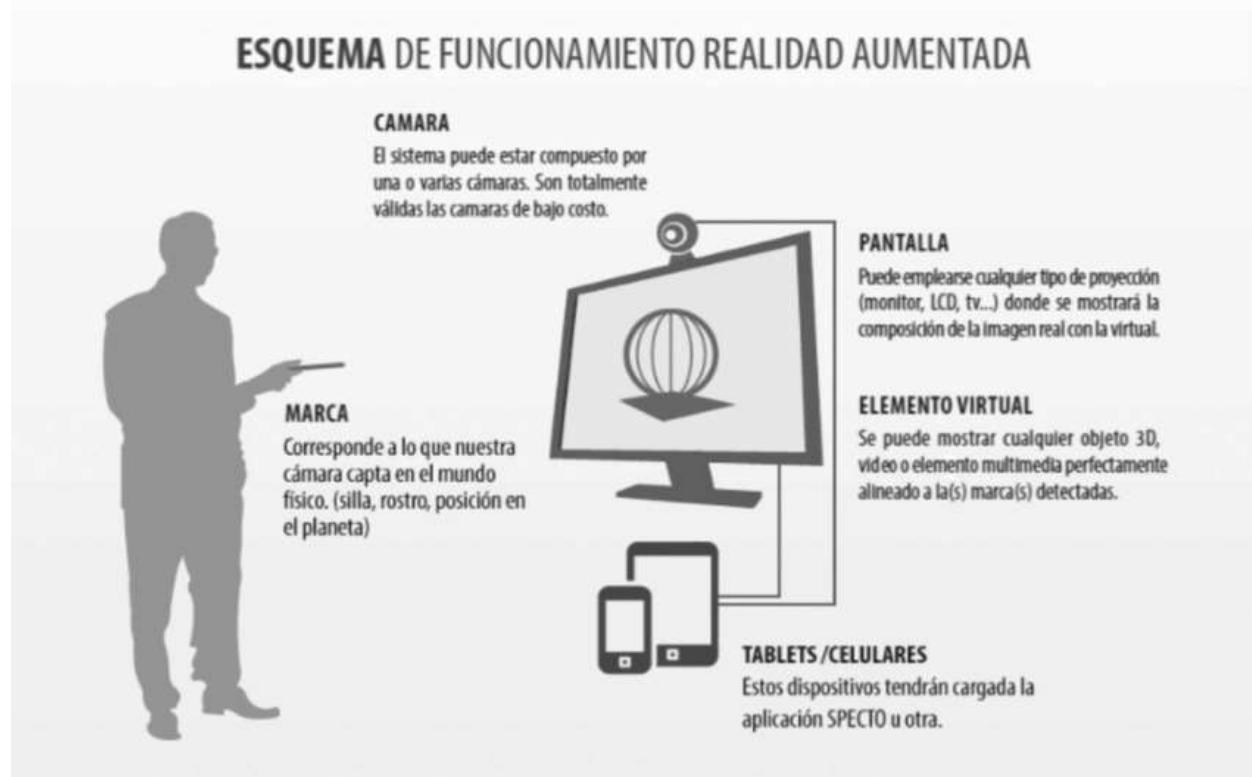 ESQUEMA DE FUNCIONAMIENTO REALIDAD AUMENTADA
CAMARA
El sistema puede estar compuesto por
una o varias cámaras. Son totalmente
válidas las camaras de bajo costo.
PANTALLA
Puede emplearse cualquier tipo de proyección
(monitor, LCD, tv...) donde se mostrará la
composición de la imagen real con la virtual.
MARCA
Corresponde a lo que nuestra
cámara capta en el mundo
físico. (silla, rostro, posición en
el planeta)
ELEMENTO VIRTUAL
Se puede mostrar cualquier objeto 3D,
video o elemento multimedia perfectamente
alineado a la(s) marca(s) detectadas.
TABLETS /CELULARES
Estos dispositivos tendrán cargada la
aplicación SPECTO u otra.